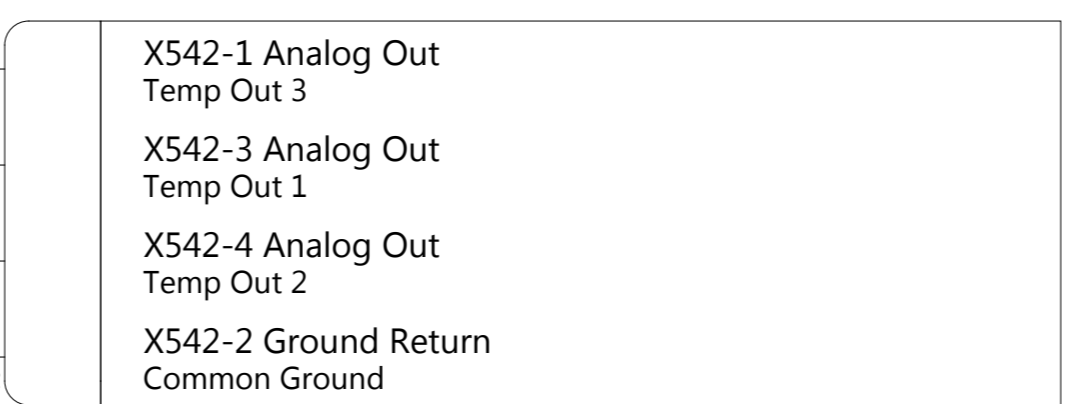 X542-1 Analog Out
Temp Out 3
X542-3 Analog Out
Temp Out 1
X542-4 Analog Out
Temp Out 2
X542-2 Ground Return
Common Ground